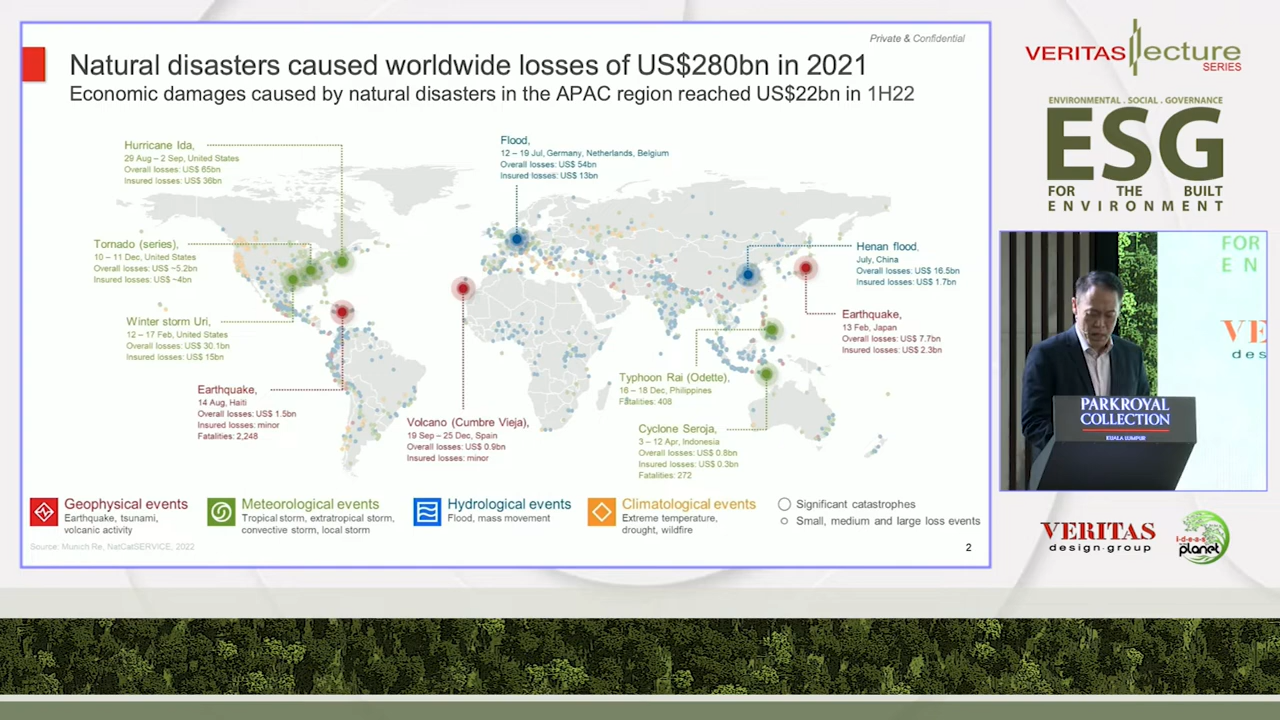 Private & Confidential
Natural disasters caused worldwide losses of US$280bn in 2021
Economic damages caused by natural disasters in the APAC region reached US$22bn in 1H22
Hurricane Ida,
29 Aug – 2 Sep, United States
Overall losses: US$ 65bn
Insured losses: US$ 36bn
Flood,
12 – 19 Jul, Germany, Netherlands, Belgium
Overall losses: US$ 54bn
Insured losses: US$ 13bn
Tornado (series),
10 – 11 Dec, United States
Overall losses: US$ ~5.2bn
Insured losses: US$ ~4bn
Henan flood,
July, China
Overall losses: US$ 16.5bn
Insured losses: US$ 1.7bn
Winter storm Uri,
12 – 17 Feb, United States
Overall losses: US$ 30.1bn
Insured losses: US$ 15bn
Earthquake,
13 Feb, Japan
Overall losses: US$ 7.7bn
Insured losses: US$ 2.3bn
Earthquake,
14 Aug, Haiti
Overall losses: US$ 1.5bn
Insured losses: minor
Fatalities: 2,248
Volcano (Cumbre Vieja),
19 Sep – 25 Dec, Spain
Overall losses: US$ 0.9bn
Insured losses: minor
Typhoon Rai (Odette),
16 – 18 Dec, Philippines
Fatalities: 408
Cyclone Seroja,
3 – 12 Apr, Indonesia
Overall losses: US$ 0.8bn
Insured losses: US$ 0.3bn
Fatalities: 272
Geophysical events
Earthquake, tsunami,
volcanic activity
Meteorological events
Tropical storm, extratropical storm,
convective storm, local storm
Hydrological events
Flood, mass movement
Climatological events
Extreme temperature,
drought, wildfire
Significant catastrophes
Small, medium and large loss events
Source: Munich Re, NatCatSERVICE, 2022
2
VERITAS lecture
SERIES
ENVIRONMENTAL . SOCIAL . GOVERNANCE
ESG
FOR THE BUILT
ENVIRONMENT
FOR
E N
VE
des
PARKROYAL
COLLECTION
KUALA LUMPUR
VERITAS
design·group
ideas
planet